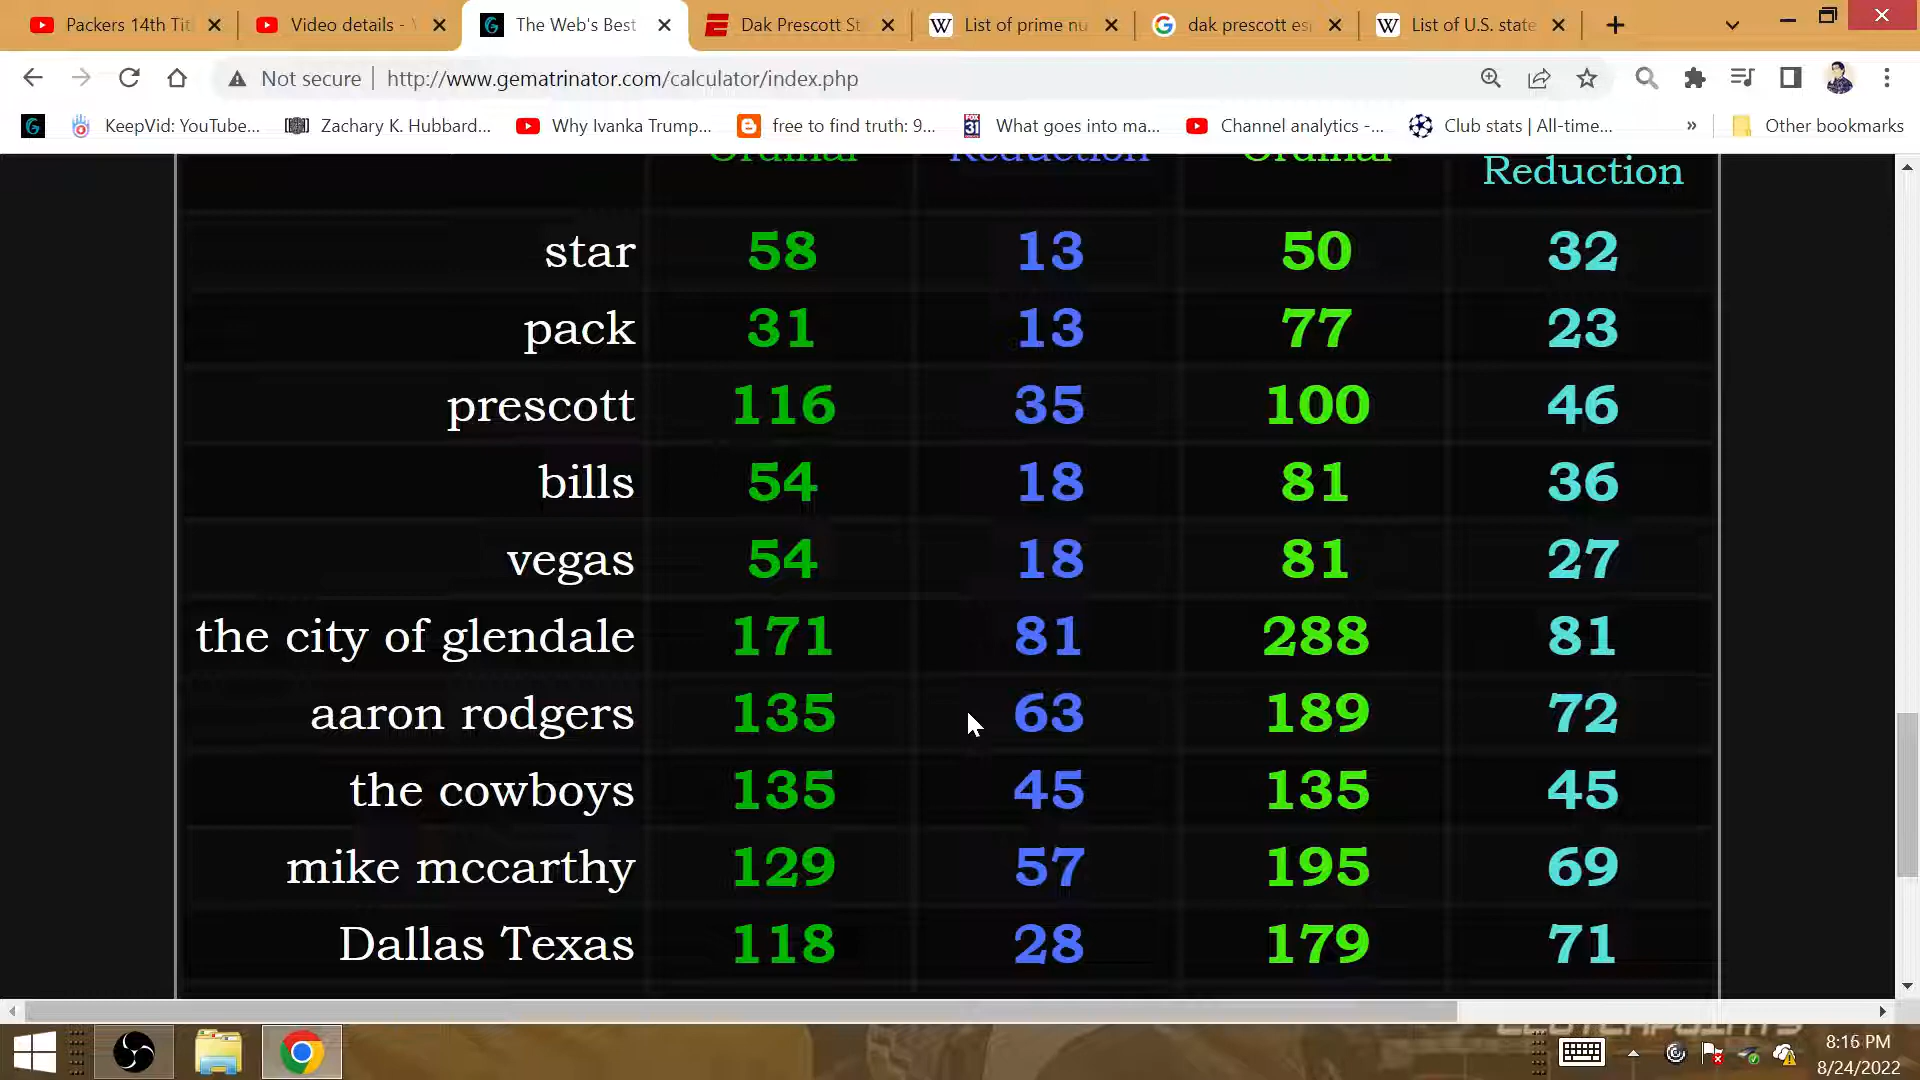 Packers 14th Tit
Video details -
The Web's Best
Dak Prescott St
List of prime nu
dak prescott esp
List of U.S. state
Not secure
http://www.gematrinator.com/calculator/index.php
KeepVid: YouTube...
Zachary K. Hubbard...
Why Ivanka Trump...
free to find truth: 9...
What goes into ma...
Channel analytics -...
Club stats | All-time...
»
Other bookmarks
Ordinal Reduction Ordinal
Reduction
star 58 13 50 32
pack 31 13 77 23
prescott 116 35 100 46
bills 54 18 81 36
vegas 54 18 81 27
the city of glendale 171 81 288 81
aaron rodgers 135 63 189 72
the cowboys 135 45 135 45
mike mccarthy 129 57 195 69
Dallas Texas 118 28 179 71
CLUTCHPOINTS
8:16 PM
8/24/2022